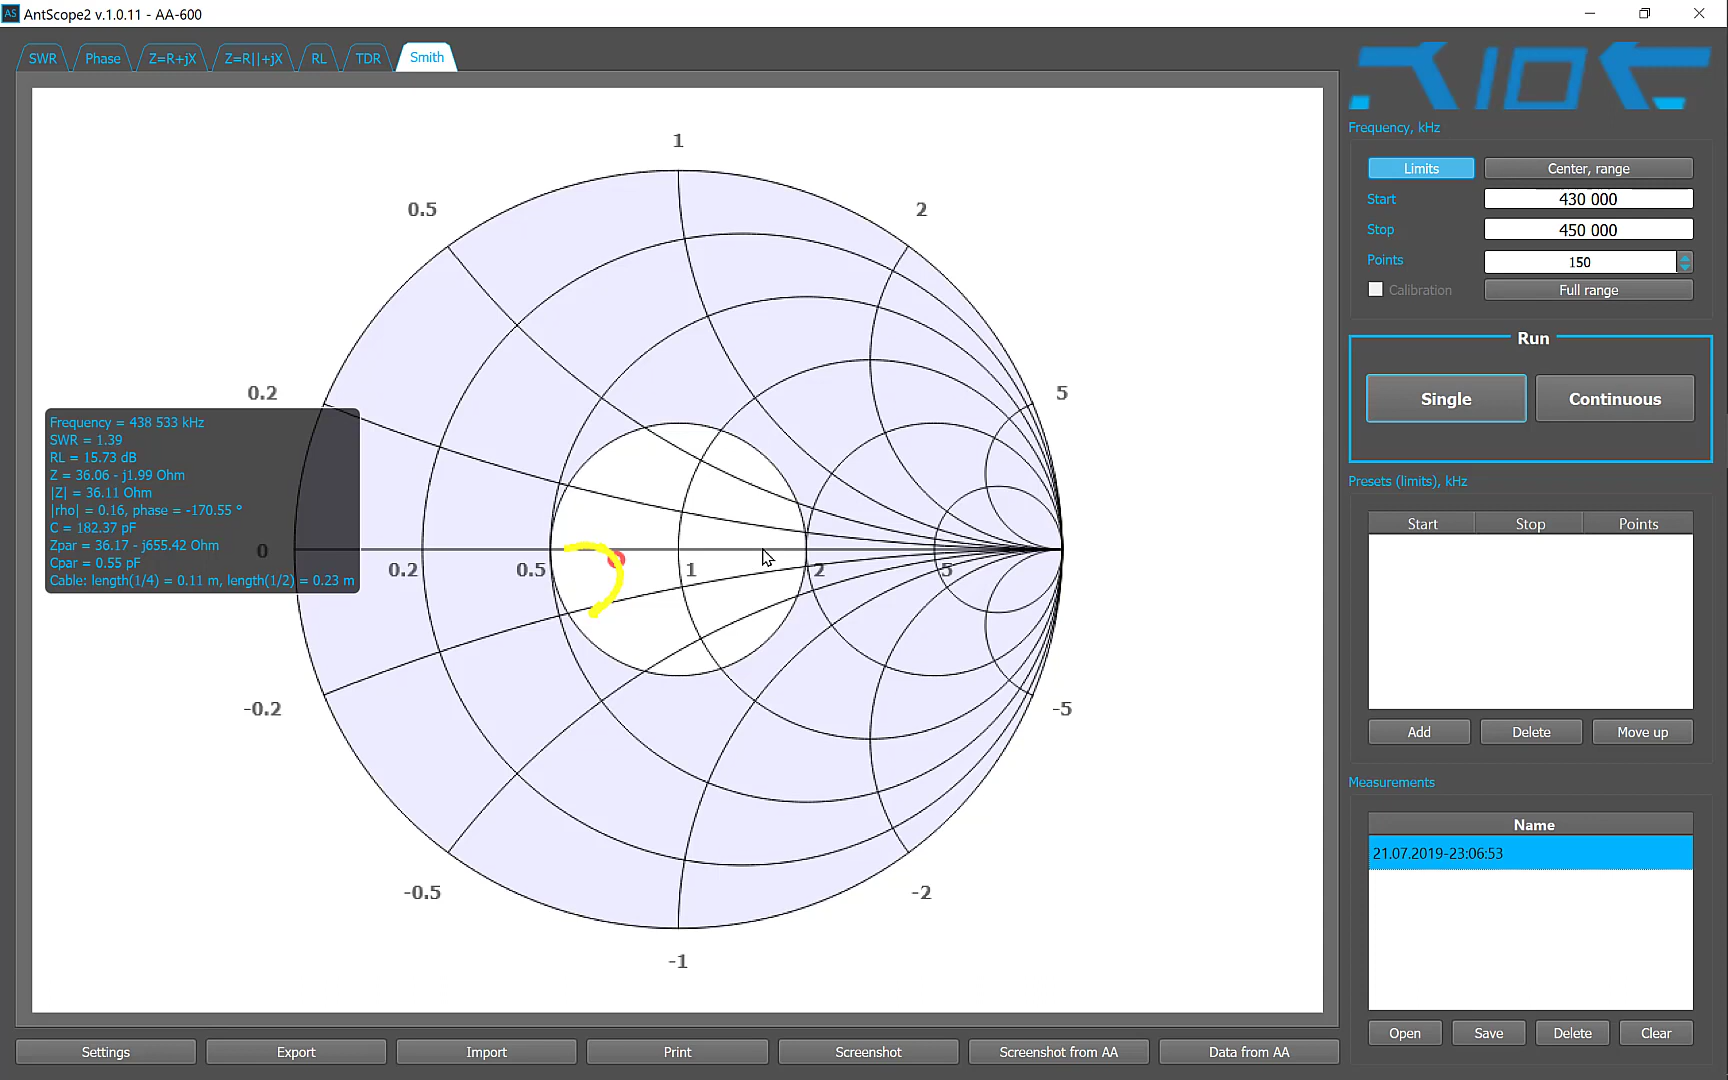 AS AntScope2 v.1.0.11 - AA-600
SWR Phase Z=R+jX Z=R||+jX RL TDR Smith
1
0.5 2
0.2 5
0 0.2 0.5 1 2 5
-0.2 -5
-0.5 -2
-1
Frequency = 438 533 kHz
SWR = 1.39
RL = 15.73 dB
Z = 36.06 - j1.99 Ohm
|Z| = 36.11 Ohm
|rho| = 0.16, phase = -170.55 °
C = 182.37 pF
Zpar = 36.17 - j655.42 Ohm
Cpar = 0.55 pF
Cable: length(1/4) = 0.11 m, length(1/2) = 0.23 m
Frequency, kHz
Limits Center, range
Start 430 000
Stop 450 000
Points 150
Calibration Full range
Run
Single Continuous
Presets (limits), kHz
Start Stop Points
Add Delete Move up
Measurements
Name
21.07.2019-23:06:53
Open Save Delete Clear
Settings Export Import Print Screenshot Screenshot from AA Data from AA